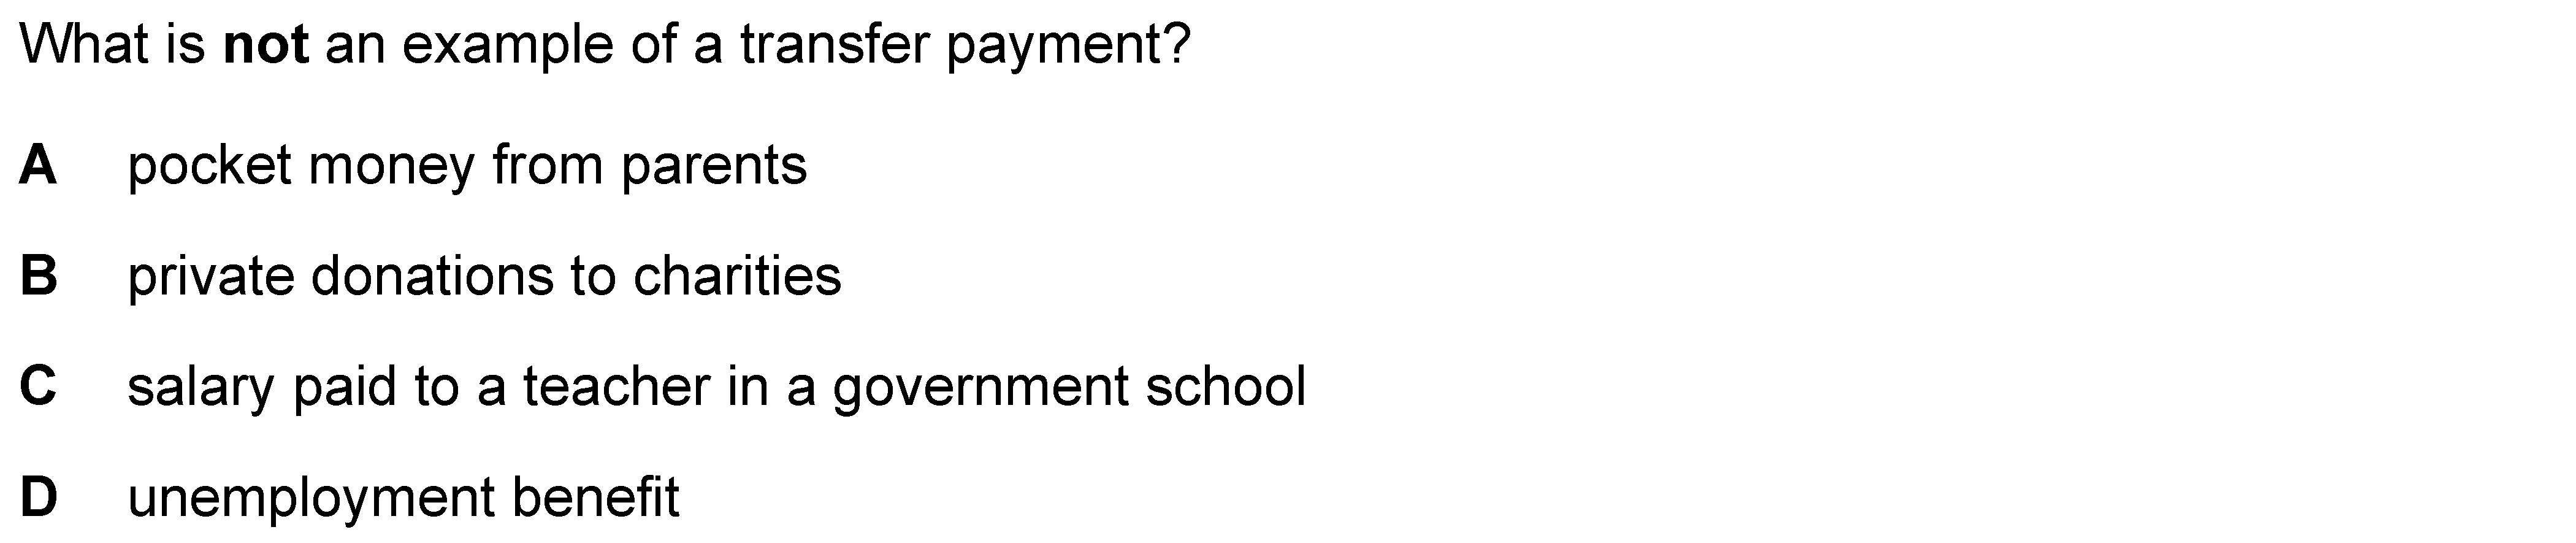 What is not an example of a transfer payment?
A pocket money from parents
B private donations to charities
C salary paid to a teacher in a government school
D unemployment benefit